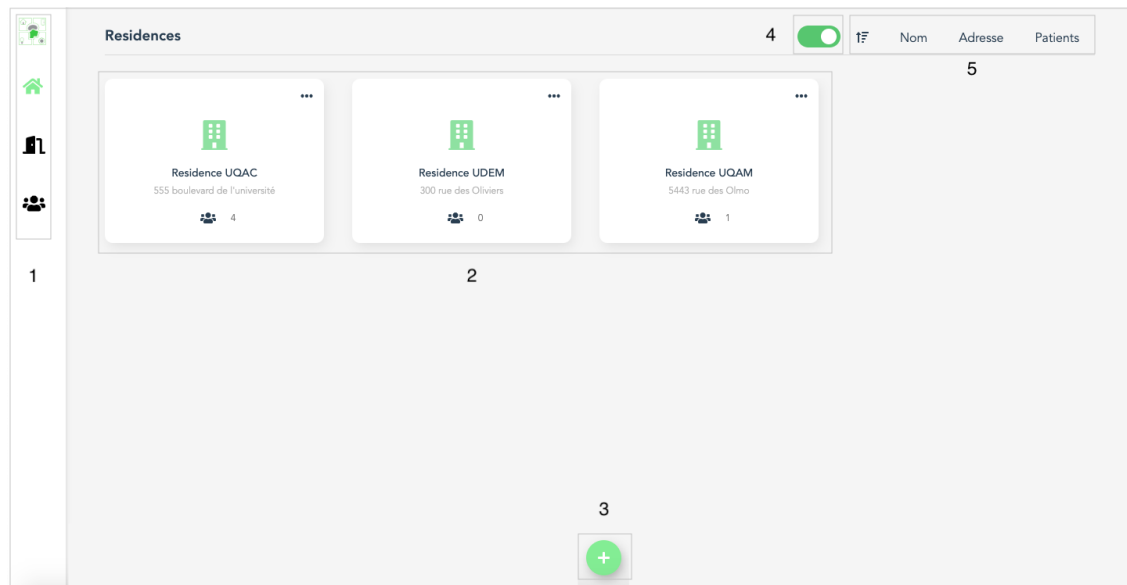 Residences
4
Nom Adresse Patients
5
Residence UQAC
555 boulevard de l'université
4
Residence UDEM
300 rue des Oliviers
0
Residence UQAM
5443 rue des Olmo
1
1
2
3